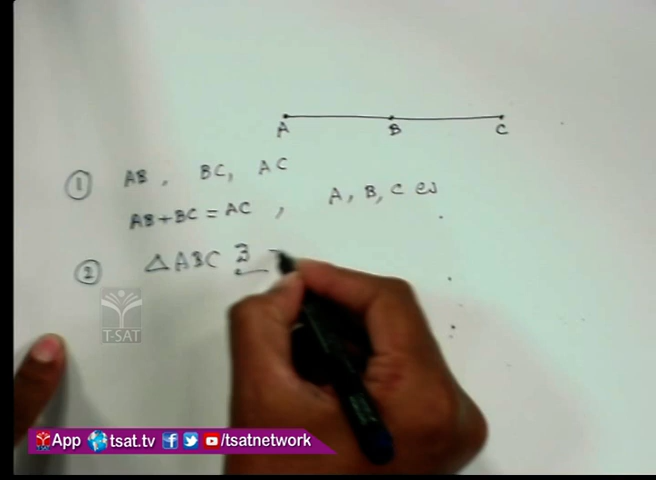 A B C
① AB, BC, AC
AB+BC = AC, A, B, C
② △ABC
T-SAT
App tsat.tv /tsatnetwork